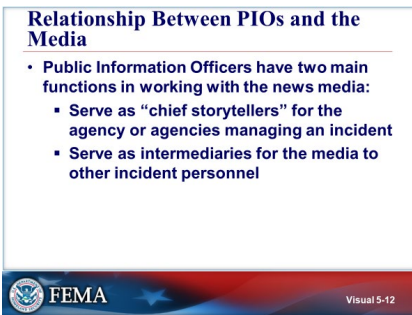 Relationship Between PIOs and the
Media
• Public Information Officers have two main
functions in working with the news media:
▪ Serve as “chief storytellers” for the
agency or agencies managing an incident
▪ Serve as intermediaries for the media to
other incident personnel
FEMA
Visual 5-12